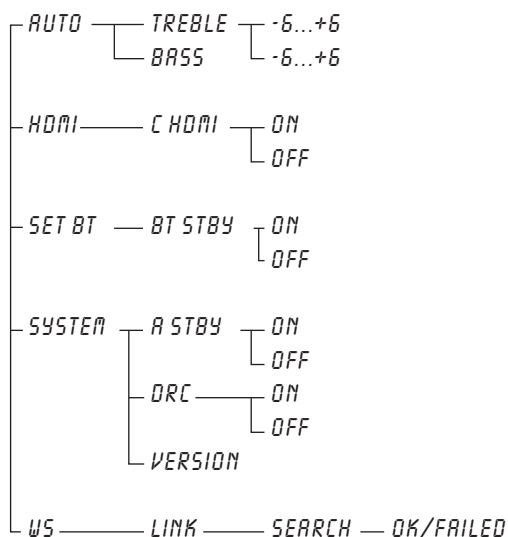 AUTO TREBLE -6...+6
BASS -6...+6
HDMI C HDMI ON
OFF
SET BT BT STBY ON
OFF
SYSTEM A STBY ON
OFF
DRC ON
OFF
VERSION
WS LINK SEARCH OK/FAILED